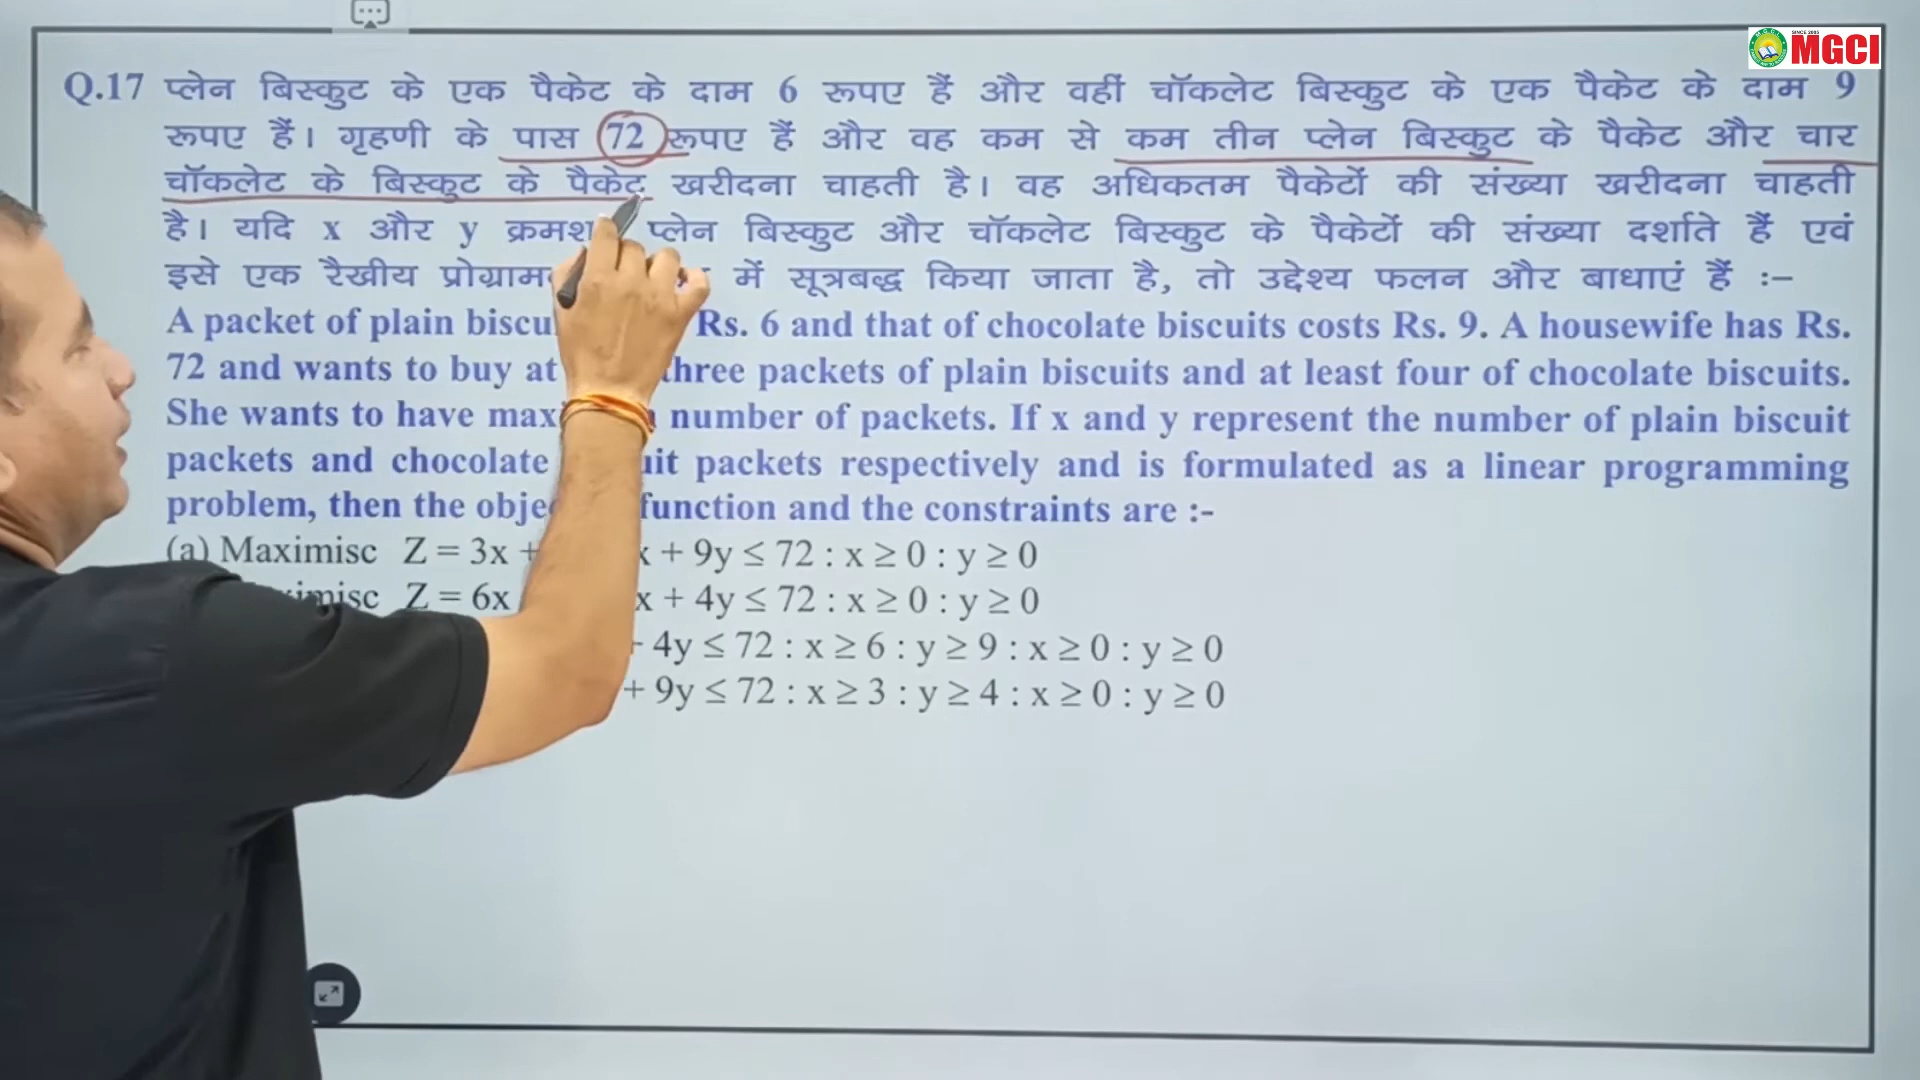 SINCE 2005
MGCI
Q.17 प्लेन बिस्कुट के एक पैकेट के दाम 6 रूपए हैं और वहीं चॉकलेट बिस्कुट के एक पैकेट के दाम 9
रूपए हैं। गृहणी के पास 72 रूपए हैं और वह कम से कम तीन प्लेन बिस्कुट के पैकेट और चार
चॉकलेट के बिस्कुट के पैकेट खरीदना चाहती है। वह अधिकतम पैकेटों की संख्या खरीदना चाहती
है। यदि x और y प्लेन बिस्कुट और चॉकलेट बिस्कुट के पैकेटों की संख्या दर्शाते हैं एवं
इसे एक रैखीय में सूत्रबद्ध किया जाता है, तो उद्देश्य फलन और बाधाएं हैं :–
A packet of plain Rs. 6 and that of chocolate biscuits costs Rs. 9. A housewife has Rs.
72 and wants to buy at three packets of plain biscuits and at least four of chocolate biscuits.
She wants to have number of packets. If x and y represent the number of plain biscuit
packets and chocolate packets respectively and is formulated as a linear programming
problem, then the function and the constraints are :-
(a) Maximisc Z = 3x + x + 9y ≤ 72 : x ≥ 0 : y ≥ 0
Z = 6x x + 4y ≤ 72 : x ≥ 0 : y ≥ 0
4y ≤ 72 : x ≥ 6 : y ≥ 9 : x ≥ 0 : y ≥ 0
+ 9y ≤ 72 : x ≥ 3 : y ≥ 4 : x ≥ 0 : y ≥ 0